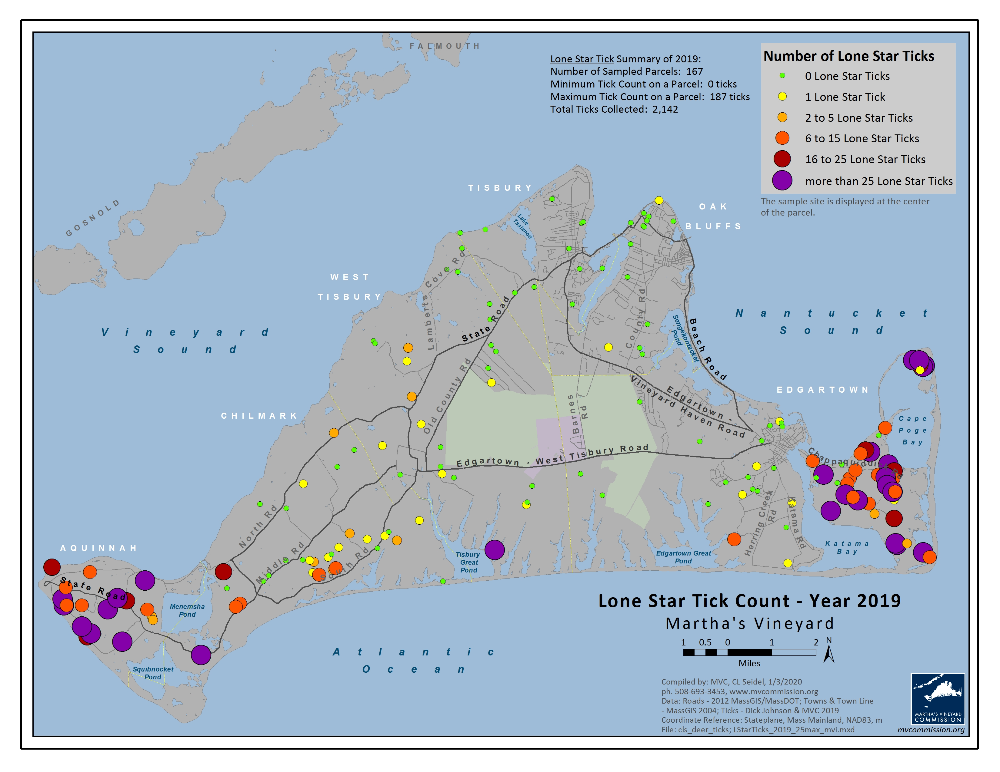 FALMOUTH
Lone Star Tick Summary of 2019:
Number of Sampled Parcels: 167
Minimum Tick Count on a Parcel: 0 ticks
Maximum Tick Count on a Parcel: 187 ticks
Total Ticks Collected: 2,142
Number of Lone Star Ticks
0 Lone Star Ticks
1 Lone Star Tick
2 to 5 Lone Star Ticks
6 to 15 Lone Star Ticks
16 to 25 Lone Star Ticks
more than 25 Lone Star Ticks
The sample site is displayed at the center
of the parcel.
GOSNOLD
TISBURY
OAK
BLUFFS
Lake
Tashmoo
WEST
TISBURY
Lamberts Cove Rd
State Road
County Rd
Sengekontacket
Pond
Beach Road
Nantucket
Sound
Vineyard
Sound
Old County Rd
Edgartown -
Vineyard Haven Road
Barnes
Rd
EDGARTOWN
CHILMARK
Cape
Poge
Bay
Edgartown - West Tisbury Road
Chappaquiddick Rd
North Rd
Middle Rd
South Rd
Herring Creek
Rd
Katama Rd
AQUINNAH
Tisbury
Great
Pond
Edgartown Great
Pond
Katama
Bay
State Road
Menemsha
Pond
Squibnocket
Pond
Atlantic
Ocean
Lone Star Tick Count - Year 2019
Martha's Vineyard
1 0.5 0 1 2
Miles
N
Compiled by: MVC, CL Seidel, 1/3/2020
ph. 508-693-3453, www.mvcommission.org
Data: Roads - 2012 MassGIS/MassDOT; Towns & Town Line
- MassGIS 2004; Ticks - Dick Johnson & MVC 2019
Coordinate Reference: Stateplane, Mass Mainland, NAD83, m
File: cls_deer_ticks; LStarTicks_2019_25max_mvi.mxd
MARTHA'S VINEYARD
COMMISSION
mvcommission.org